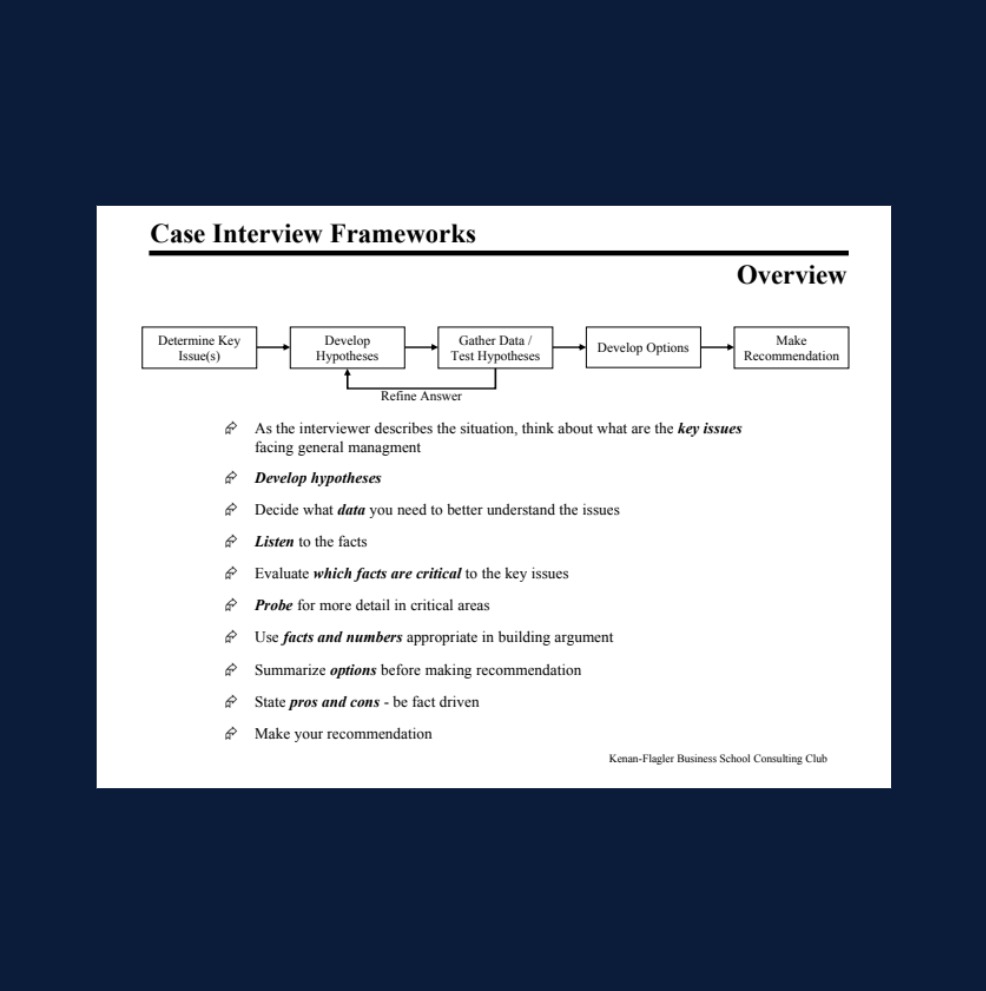 Case Interview Frameworks
Overview
Determine Key
Issue(s)
Develop
Hypotheses
Gather Data /
Test Hypotheses
Develop Options
Make
Recommendation
Refine Answer
As the interviewer describes the situation, think about what are the key issues
facing general managment
Develop hypotheses
Decide what data you need to better understand the issues
Listen to the facts
Evaluate which facts are critical to the key issues
Probe for more detail in critical areas
Use facts and numbers appropriate in building argument
Summarize options before making recommendation
State pros and cons - be fact driven
Make your recommendation
Kenan-Flagler Business School Consulting Club